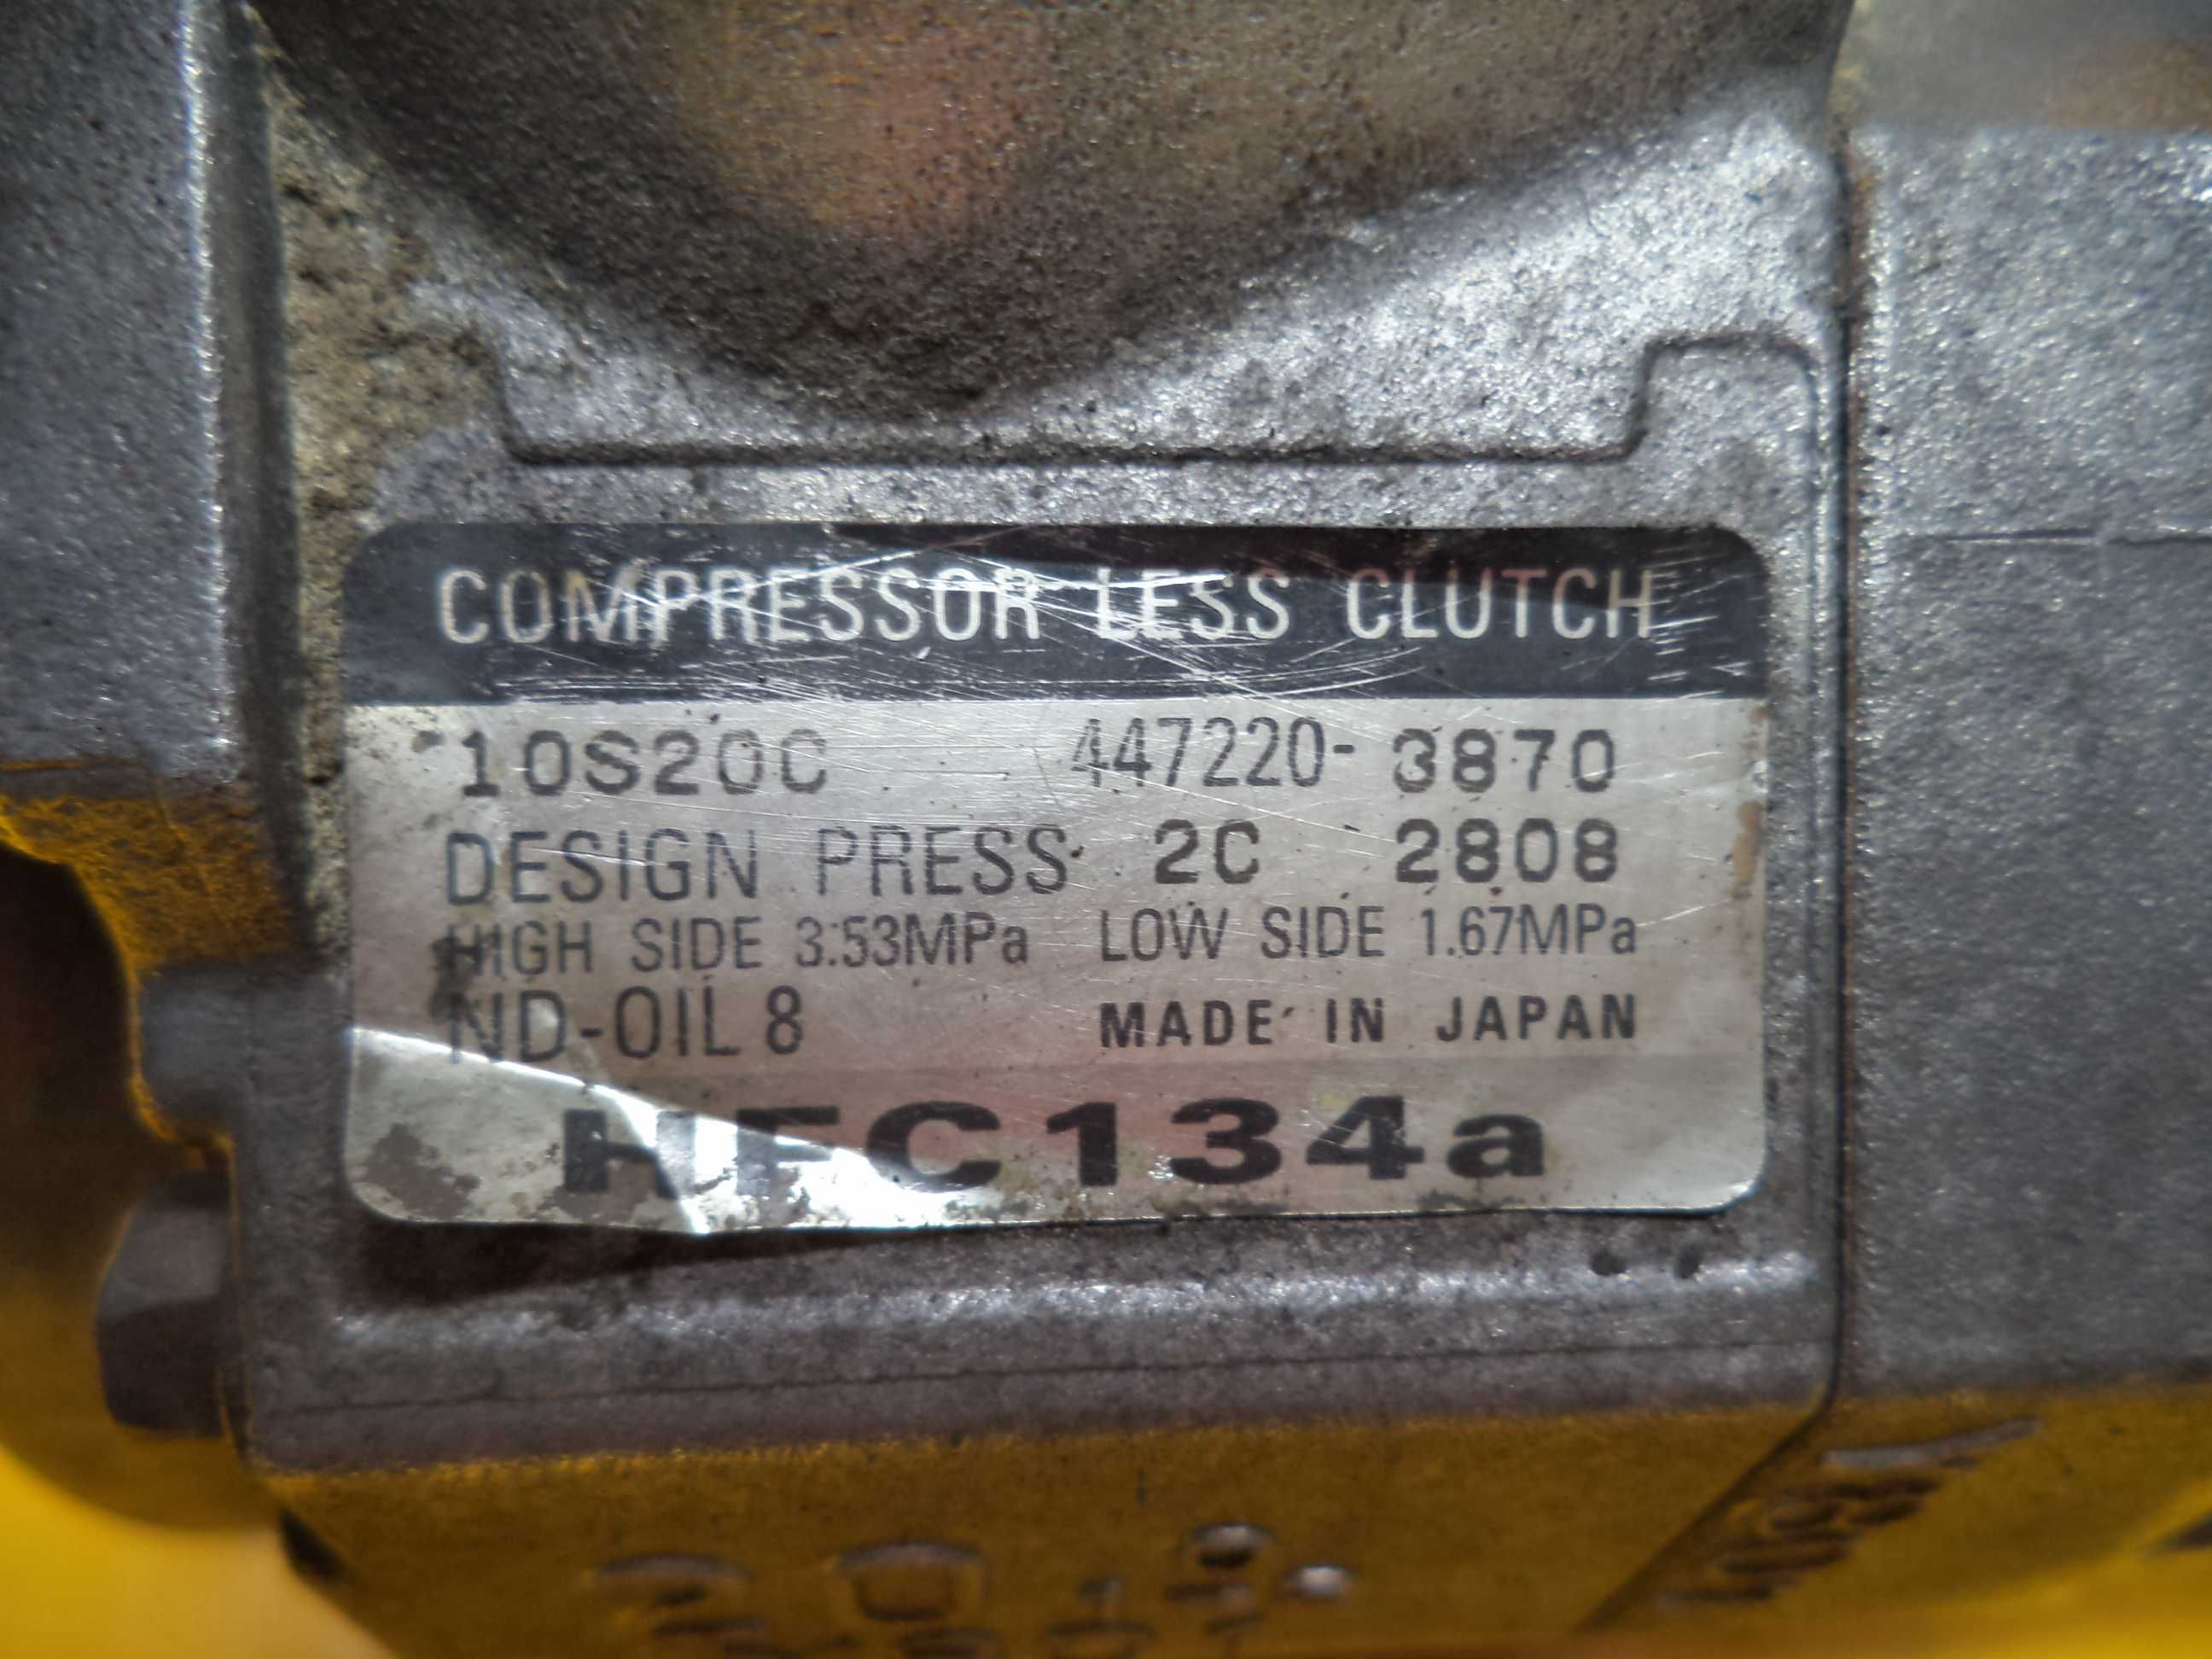 COMPRESSOR LESS CLUTCH
10S20C 447220-3870
DESIGN PRESS 2C 2808
HIGH SIDE 3.53MPa LOW SIDE 1.67MPa
ND-OIL 8 MADE IN JAPAN
HFC134a